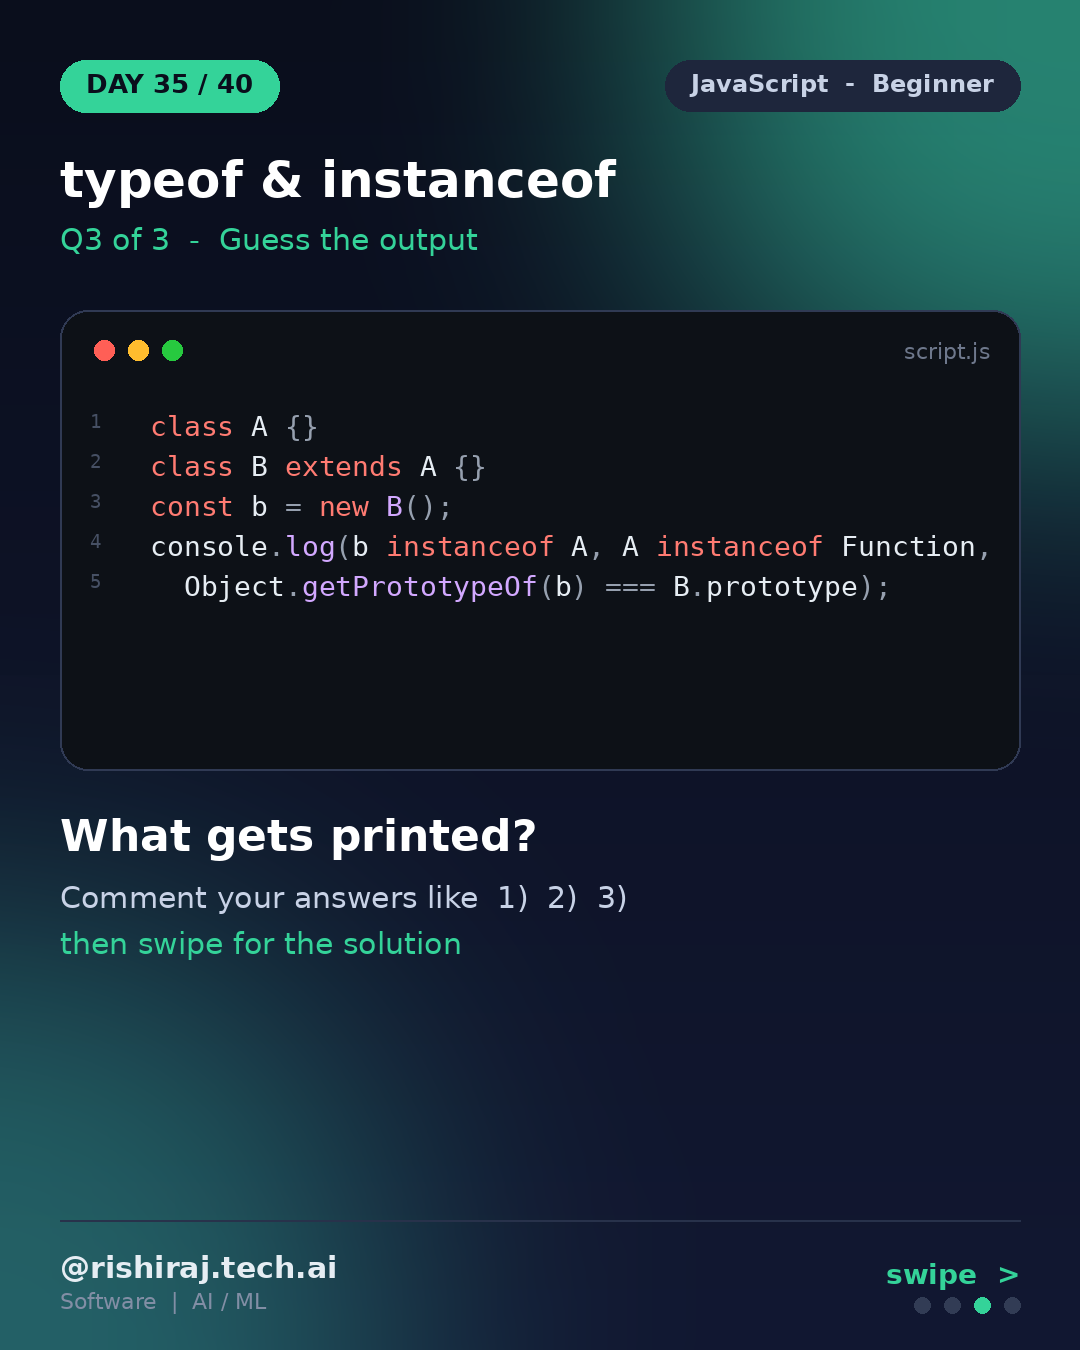 DAY 35 / 40
JavaScript - Beginner
typeof & instanceof
Q3 of 3 - Guess the output
script.js
1 class A {}
2 class B extends A {}
3 const b = new B();
4 console.log(b instanceof A, A instanceof Function,
5   Object.getPrototypeOf(b) === B.prototype);
What gets printed?
Comment your answers like 1) 2) 3)
then swipe for the solution
@rishiraj.tech.ai
Software | AI / ML
swipe >